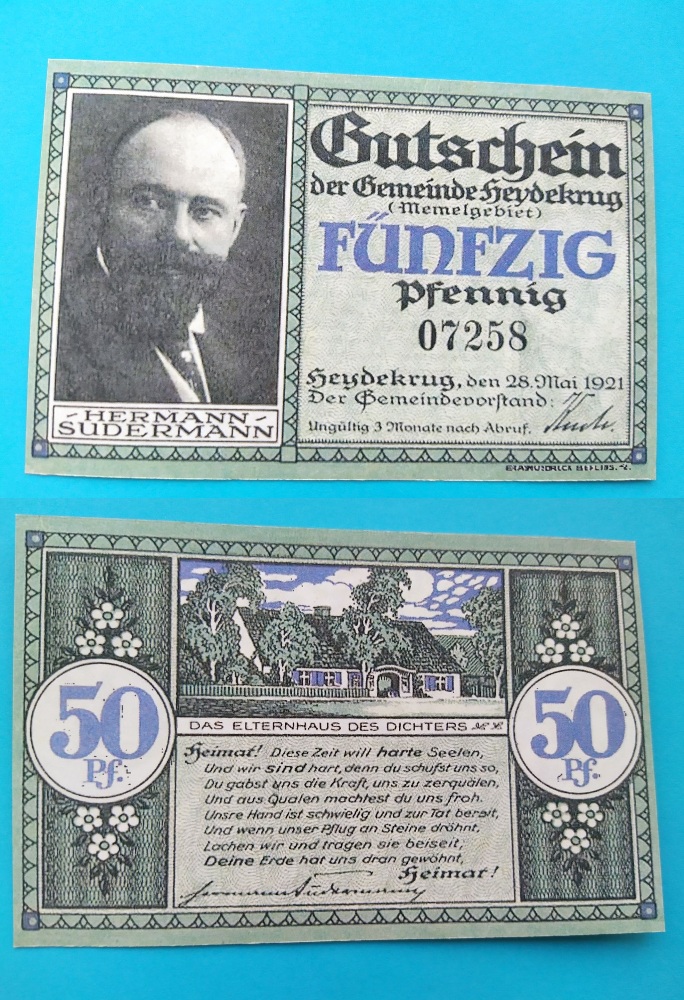 Gutschein
der Gemeinde Heydekrug
(Memelgebiet)
FÜNFZIG
Pfennig
07258
Heydekrug, den 28. Mai 1921
Der Gemeindevorstand:
Ungültig 3 Monate nach Abruf.
HERMANN
SUDERMANN
DAS ELTERNHAUS DES DICHTERS
50
Pf.
50
Pf.
Heimat! Diese Zeit will harte Seelen,
Und wir sind hart, denn du schufst uns so,
Du gabst uns die Kraft, uns zu zerquälen,
Und aus Qualen machtest du uns froh.
Unsre Hand ist schwielig und zur Tat bereit,
Und wenn unser Pflug an Steine dröhnt,
Lachen wir und tragen sie beiseit;
Deine Erde hat uns dran gewöhnt,
Heimat!
Hermann Sudermann